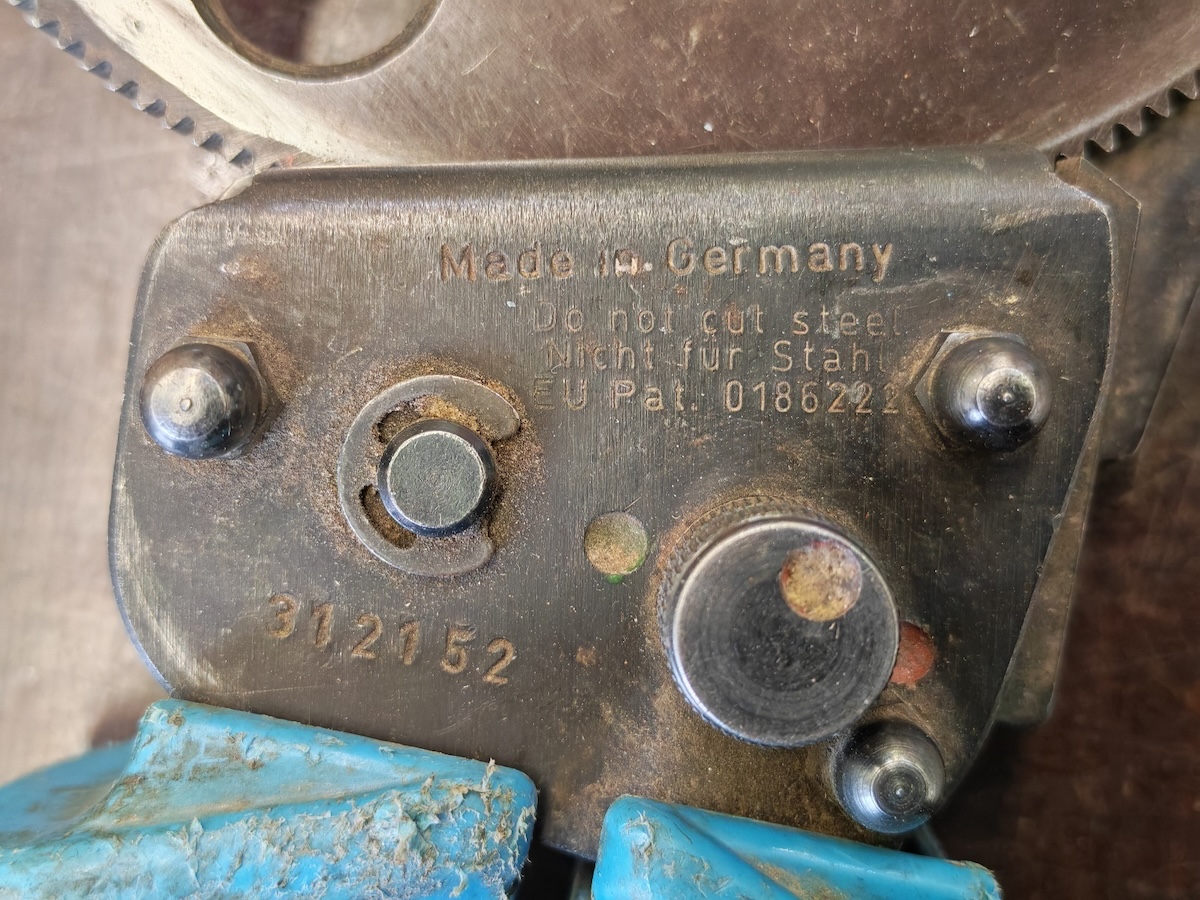 Made in Germany
Do not cut steel
Nicht für Stahl
EU Pat. 0186222
312152